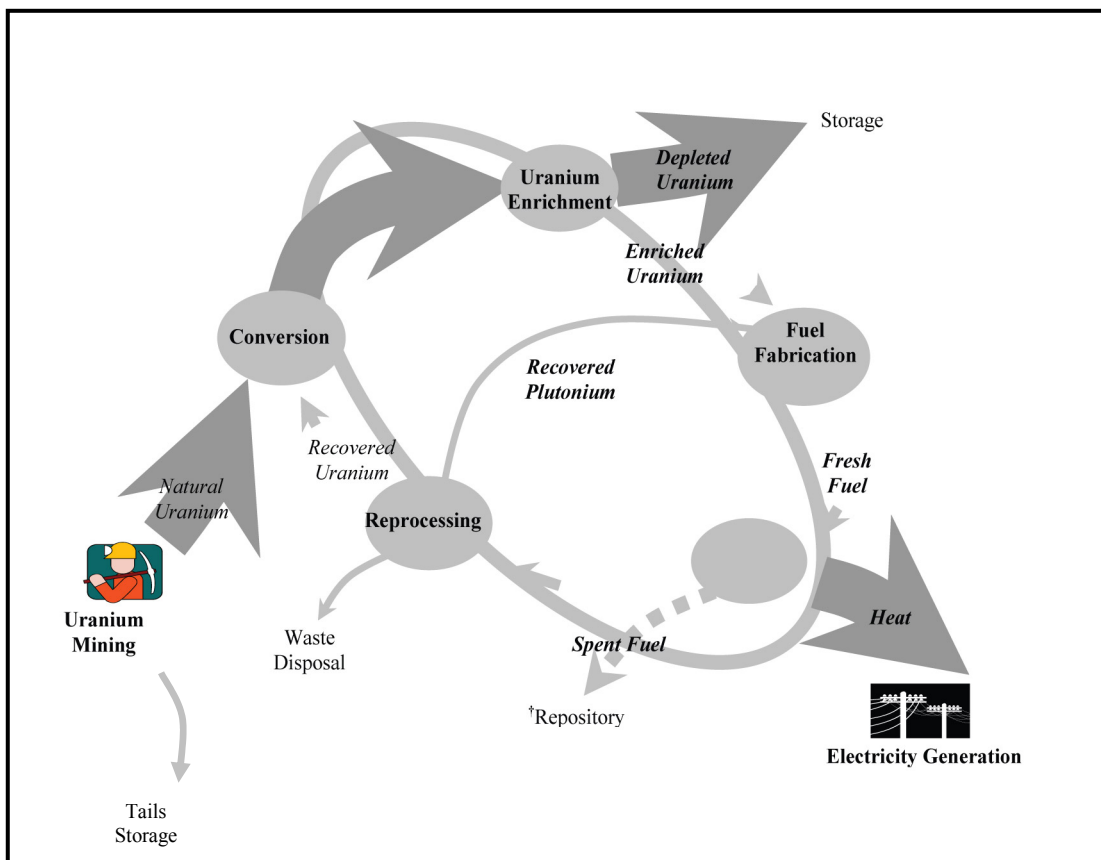 Storage
Depleted
Uranium
Uranium
Enrichment
Enriched
Uranium
Conversion
Fuel
Fabrication
Recovered
Plutonium
Recovered
Uranium
Fresh
Fuel
Natural
Uranium
Reprocessing
Uranium
Mining
Waste
Disposal
Spent Fuel
Heat
†Repository
Electricity Generation
Tails
Storage